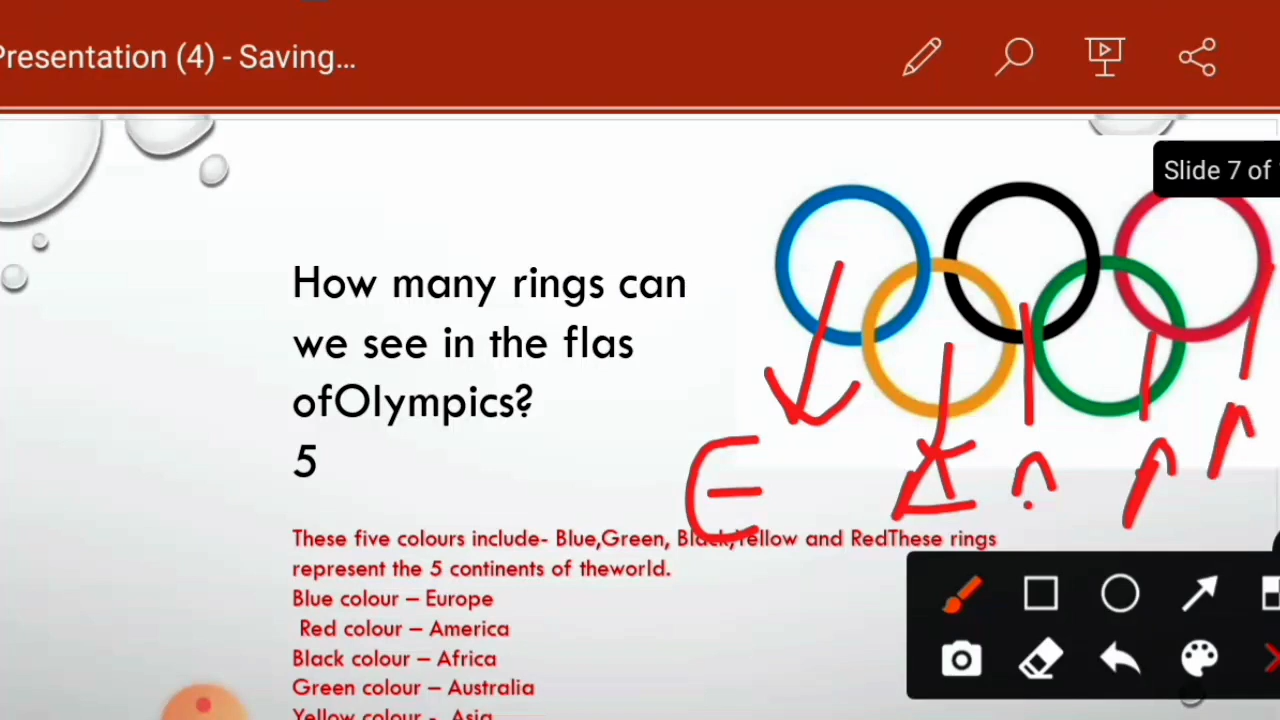 Presentation (4) - Saving...
Slide 7 of
How many rings can
we see in the flas
ofOlympics?
5
E
These five colours include- Blue,Green, Black,Yellow and RedThese rings
represent the 5 continents of theworld.
Blue colour – Europe
Red colour – America
Black colour – Africa
Green colour – Australia
Yellow colour - Asia